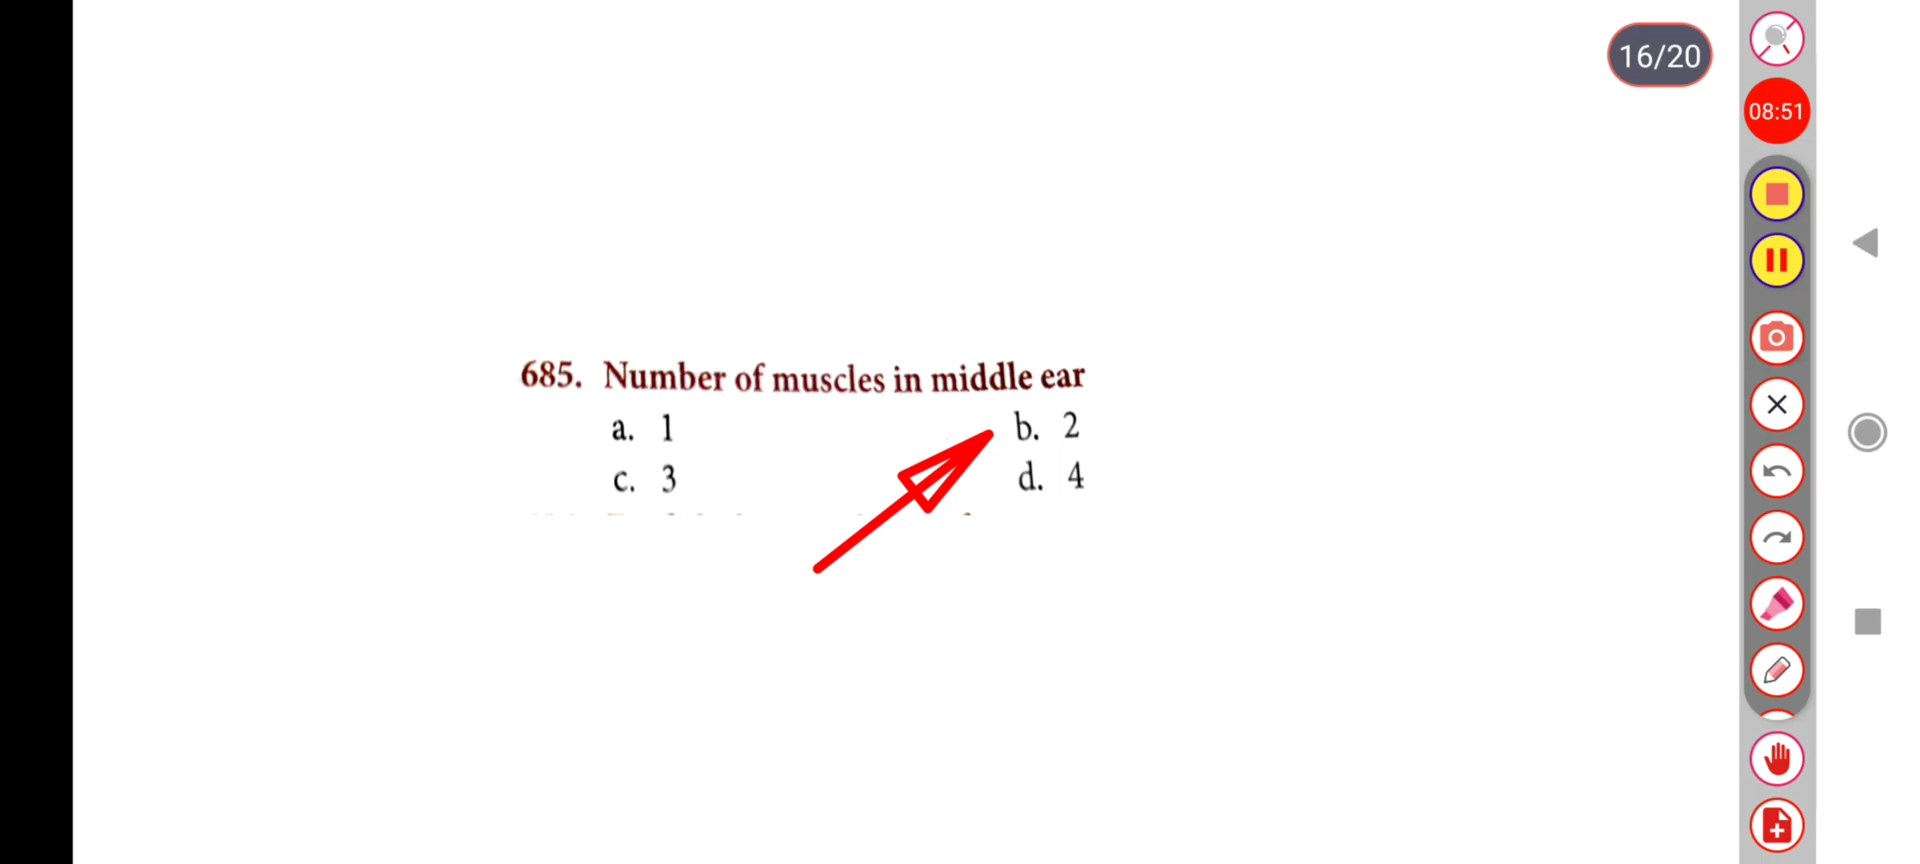 16/20
08:51
685. Number of muscles in middle ear
a. 1 b. 2
c. 3 d. 4